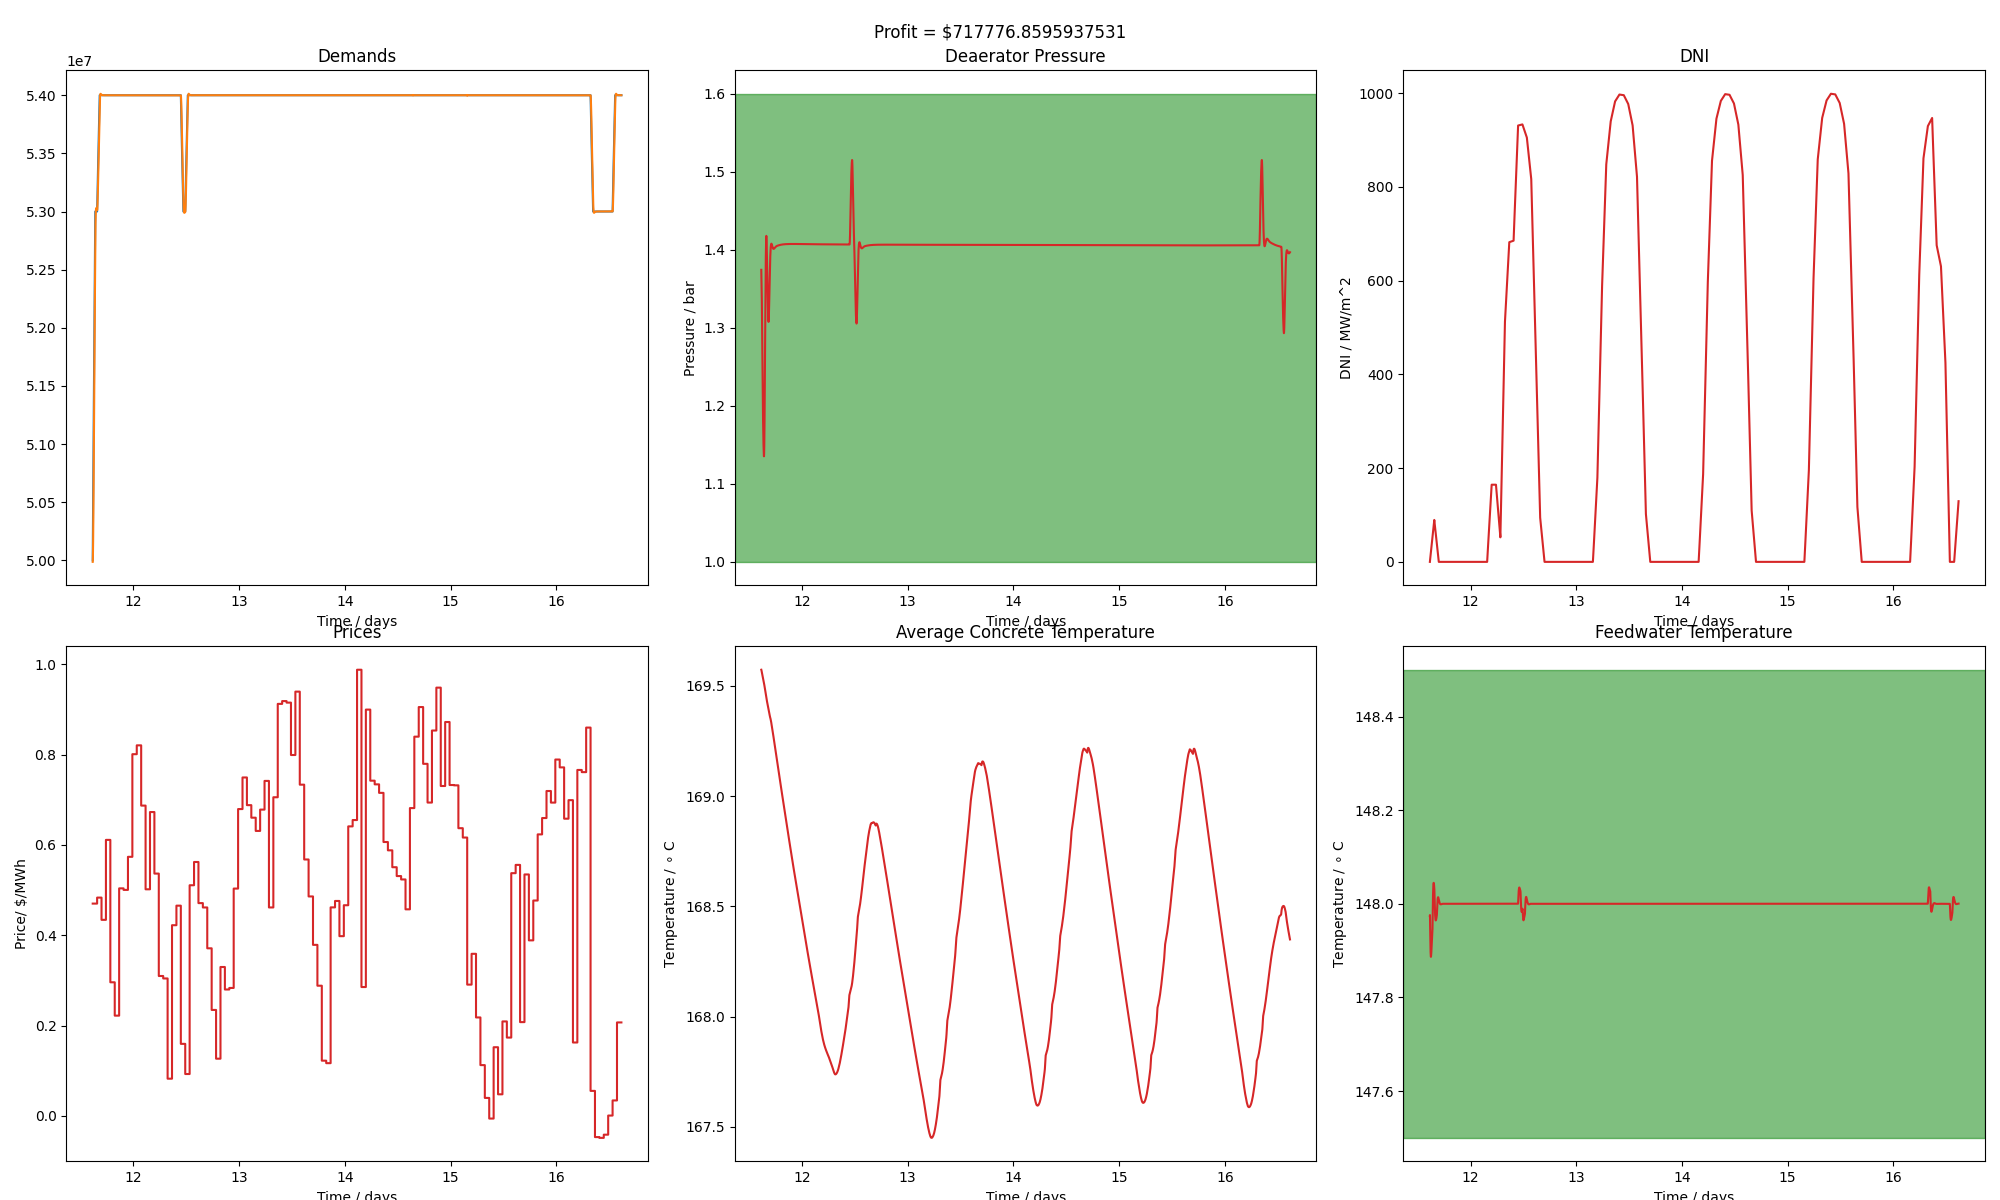 Profit = $717776.8595937531
Demands
1e7
5.40
5.35
5.30
5.25
5.20
5.15
5.10
5.05
5.00
12 13 14 15 16
Time / days
Deaerator Pressure
Pressure / bar
1.6
1.5
1.4
1.3
1.2
1.1
1.0
12 13 14 15 16
Time / days
DNI
DNI / MW/m^2
1000
800
600
400
200
0
12 13 14 15 16
Time / days
Prices
Price/ $/MWh
1.0
0.8
0.6
0.4
0.2
0.0
12 13 14 15 16
Time / days
Average Concrete Temperature
Temperature / ∘ C
169.5
169.0
168.5
168.0
167.5
12 13 14 15 16
Time / days
Feedwater Temperature
Temperature / ∘ C
148.4
148.2
148.0
147.8
147.6
12 13 14 15 16
Time / days